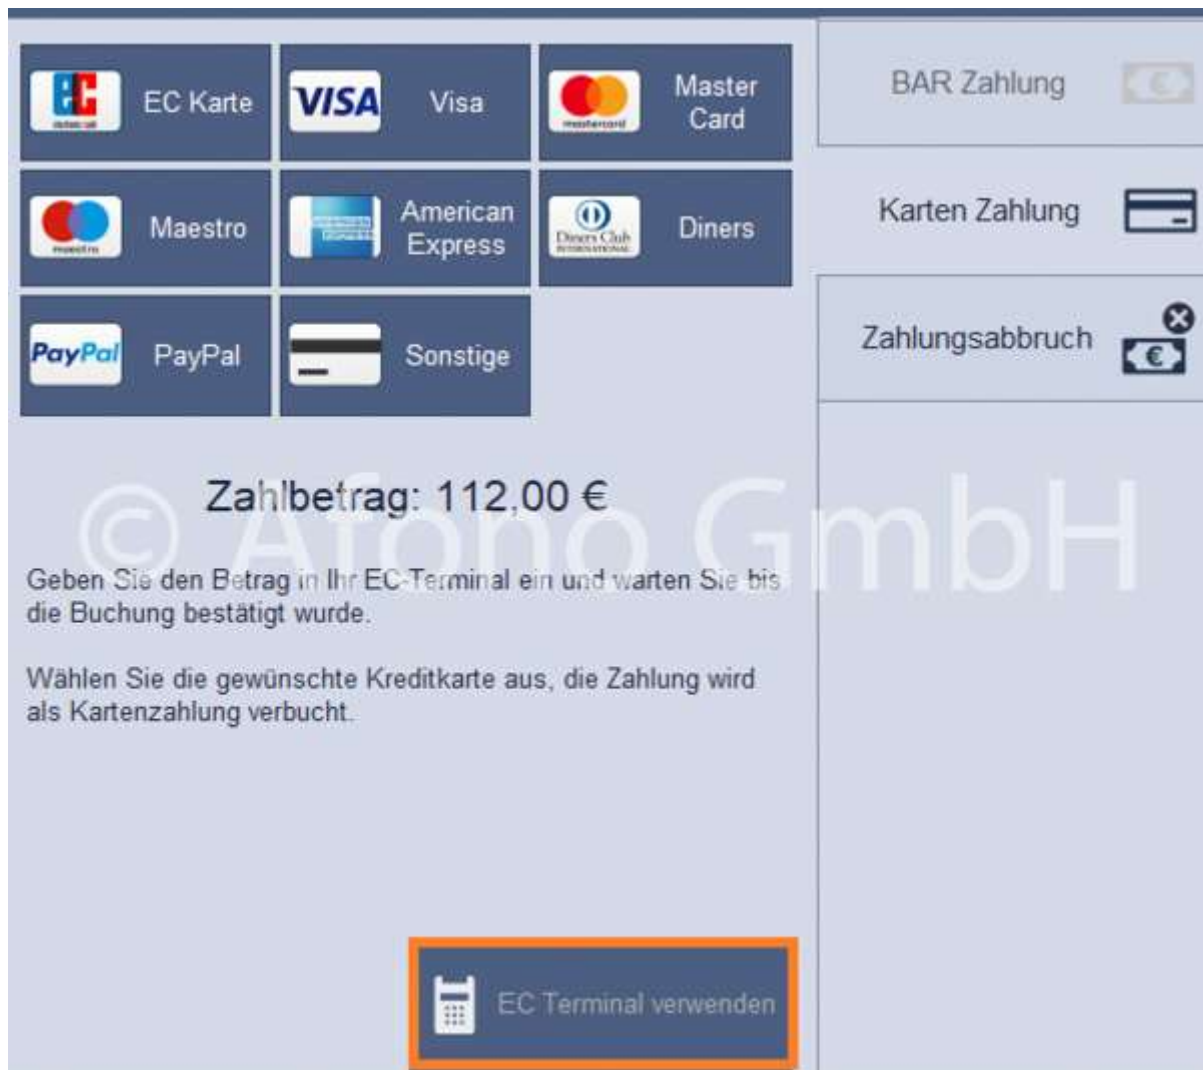 EC Karte
VISA
Visa
mastercard
Master
Card
maestro
Maestro
American
Express
Diners Club
INTERNATIONAL
Diners
PayPal
PayPal
Sonstige
BAR Zahlung
Karten Zahlung
Zahlungsabbruch
Zahlbetrag: 112,00 €
© Afono GmbH
Geben Sie den Betrag in Ihr EC-Terminal ein und warten Sie bis
die Buchung bestätigt wurde.
Wählen Sie die gewünschte Kreditkarte aus, die Zahlung wird
als Kartenzahlung verbucht.
EC Terminal verwenden